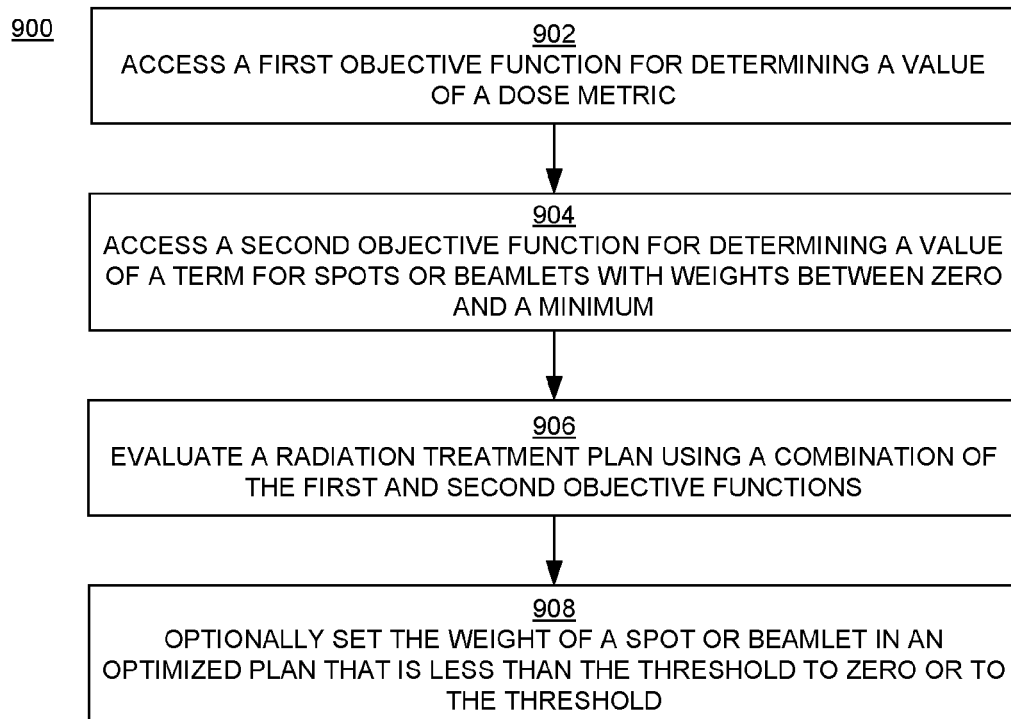 900
902
ACCESS A FIRST OBJECTIVE FUNCTION FOR DETERMINING A VALUE
OF A DOSE METRIC
904
ACCESS A SECOND OBJECTIVE FUNCTION FOR DETERMINING A VALUE
OF A TERM FOR SPOTS OR BEAMLETS WITH WEIGHTS BETWEEN ZERO
AND A MINIMUM
906
EVALUATE A RADIATION TREATMENT PLAN USING A COMBINATION OF
THE FIRST AND SECOND OBJECTIVE FUNCTIONS
908
OPTIONALLY SET THE WEIGHT OF A SPOT OR BEAMLET IN AN
OPTIMIZED PLAN THAT IS LESS THAN THE THRESHOLD TO ZERO OR TO
THE THRESHOLD